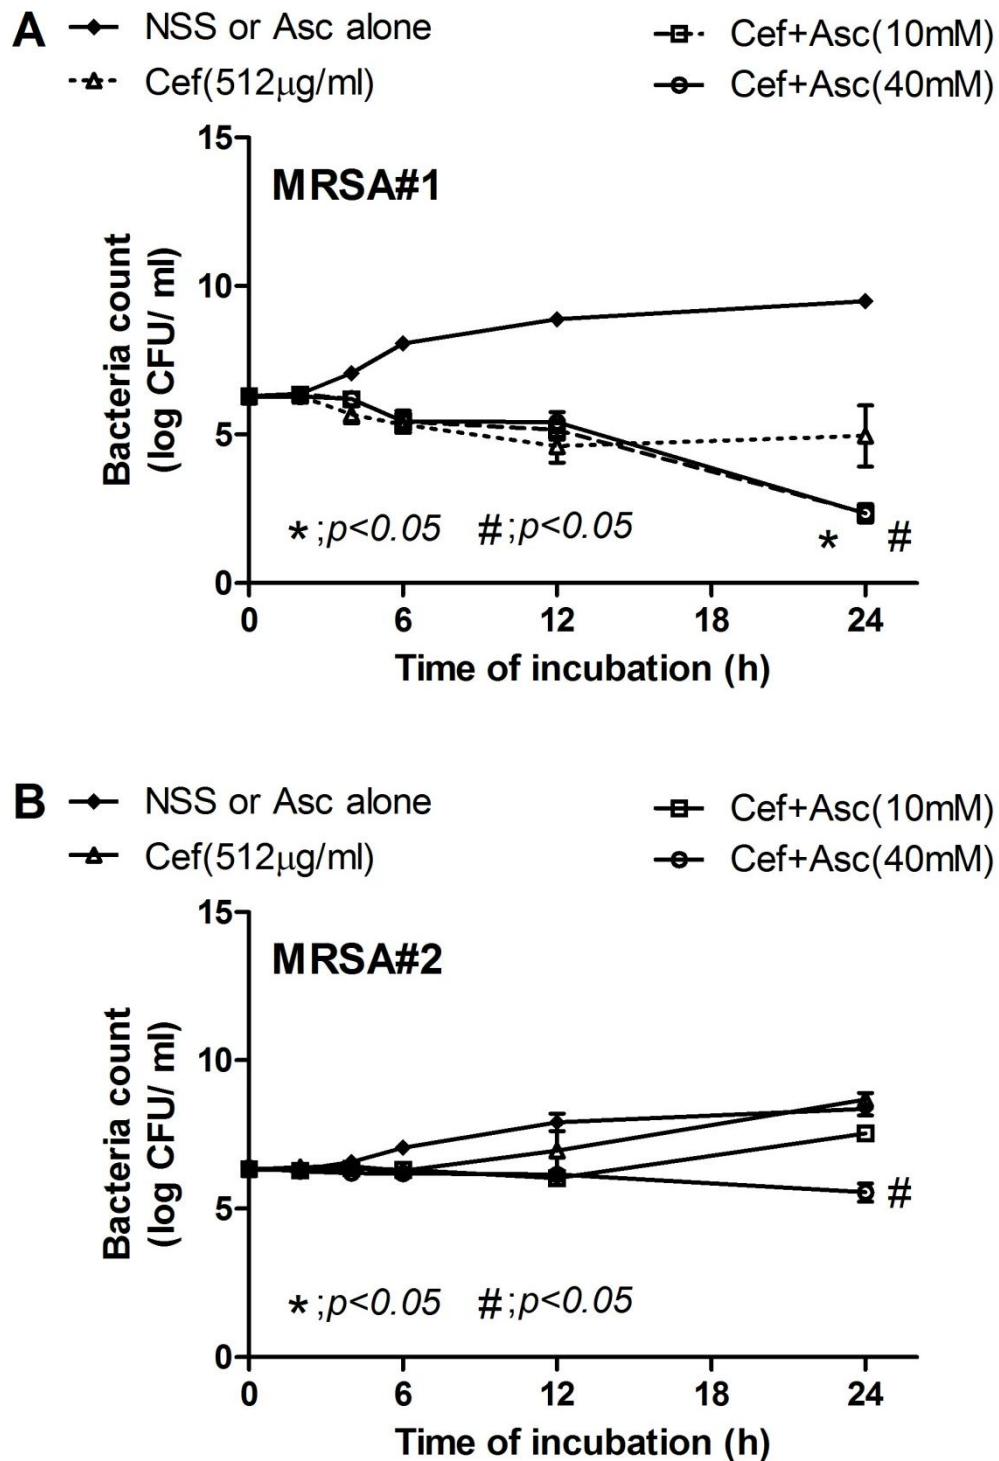 A
NSS or Asc alone
Cef(512μg/ml)
Cef+Asc(10mM)
Cef+Asc(40mM)
15
10
5
0
Bacteria count
(log CFU/ ml)
MRSA#1
*;p<0.05 #;p<0.05
* #
0 6 12 18 24
Time of incubation (h)
B
NSS or Asc alone
Cef(512μg/ml)
Cef+Asc(10mM)
Cef+Asc(40mM)
15
10
5
0
Bacteria count
(log CFU/ ml)
MRSA#2
#
*;p<0.05 #;p<0.05
0 6 12 18 24
Time of incubation (h)